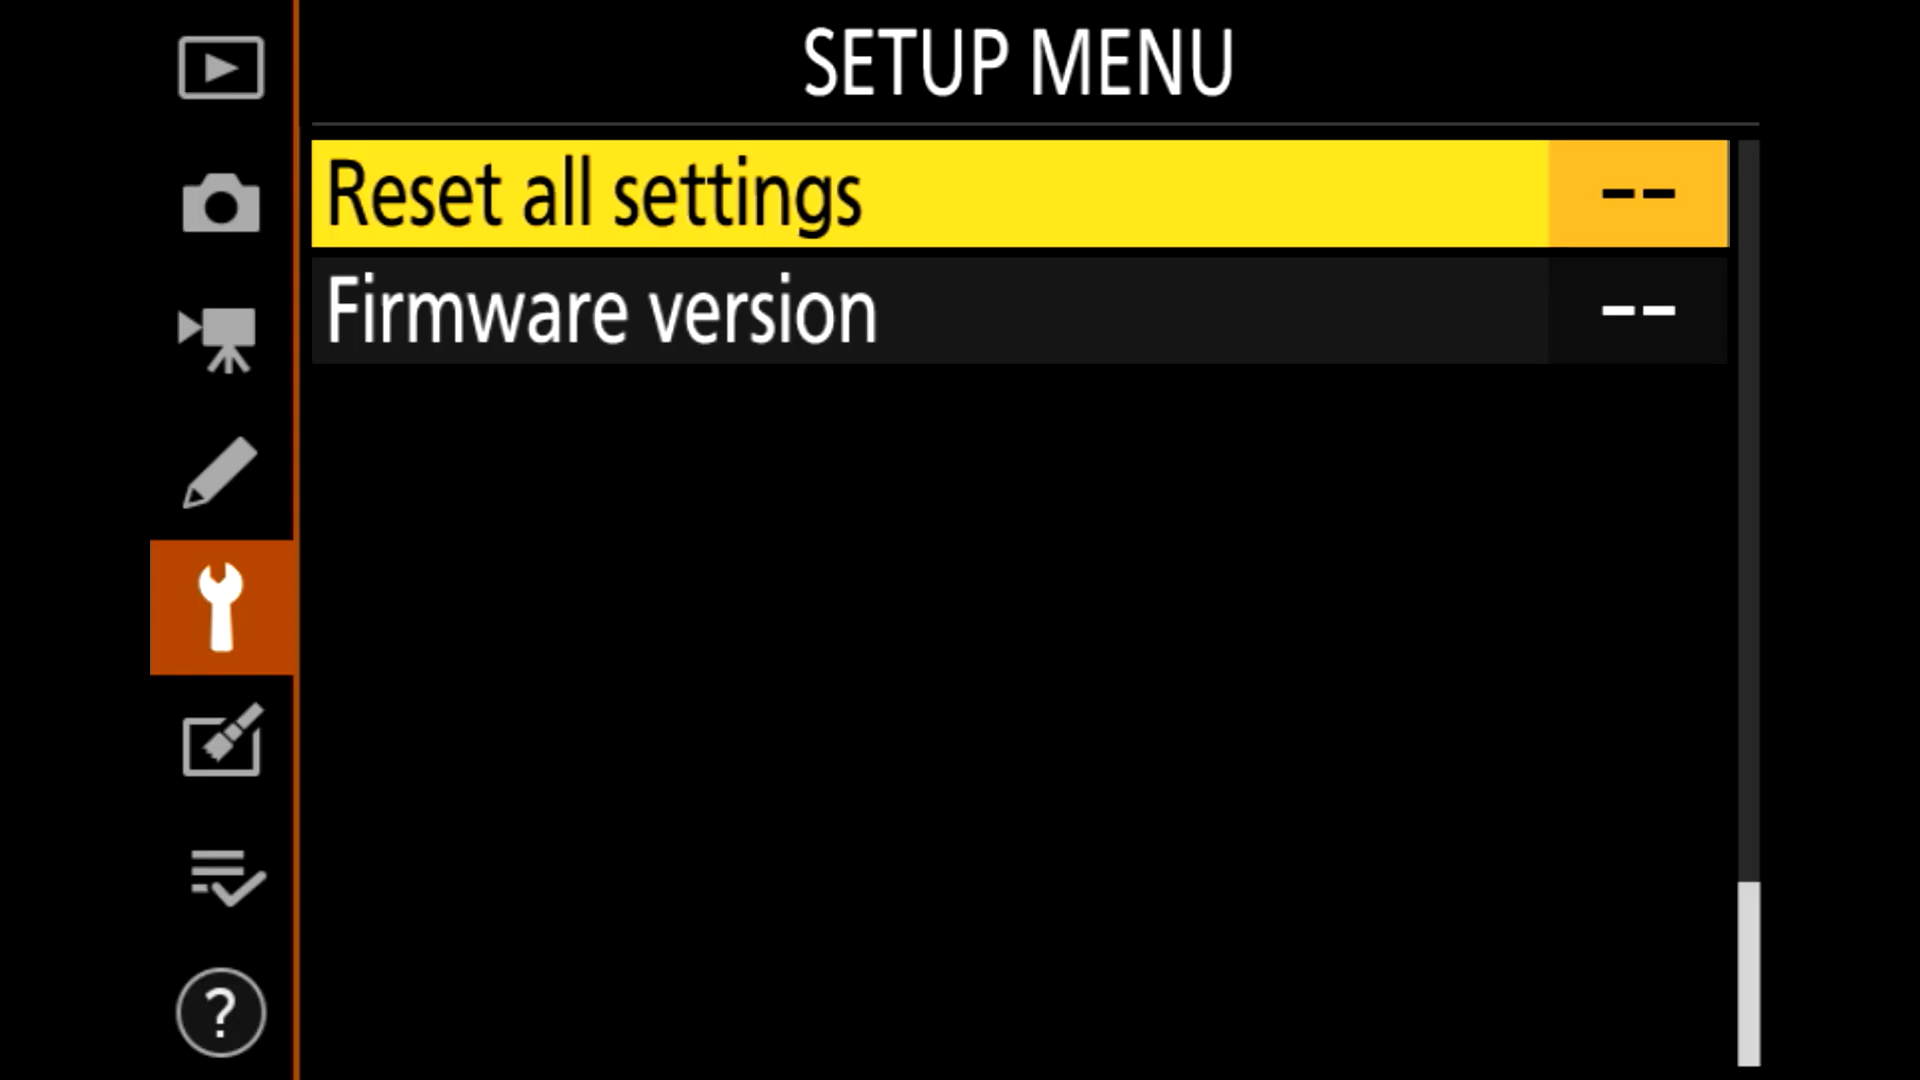 SETUP MENU
Reset all settings --
Firmware version --
?